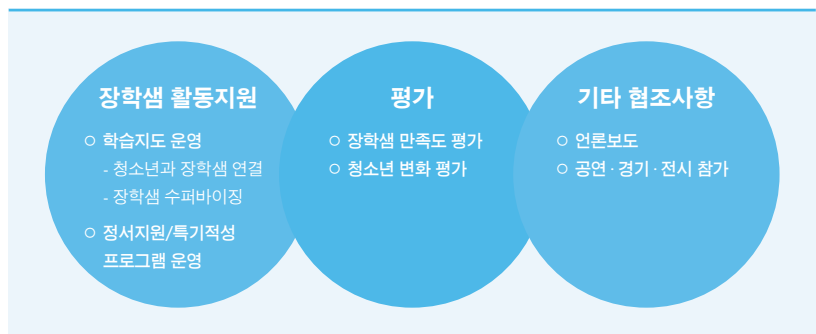 장학샘 활동지원
○ 학습지도 운영
- 청소년과 장학샘 연결
- 장학샘 수퍼바이징
○ 정서지원/특기적성
프로그램 운영
평가
○ 장학샘 만족도 평가
○ 청소년 변화 평가
기타 협조사항
○ 언론보도
○ 공연 · 경기 · 전시 참가